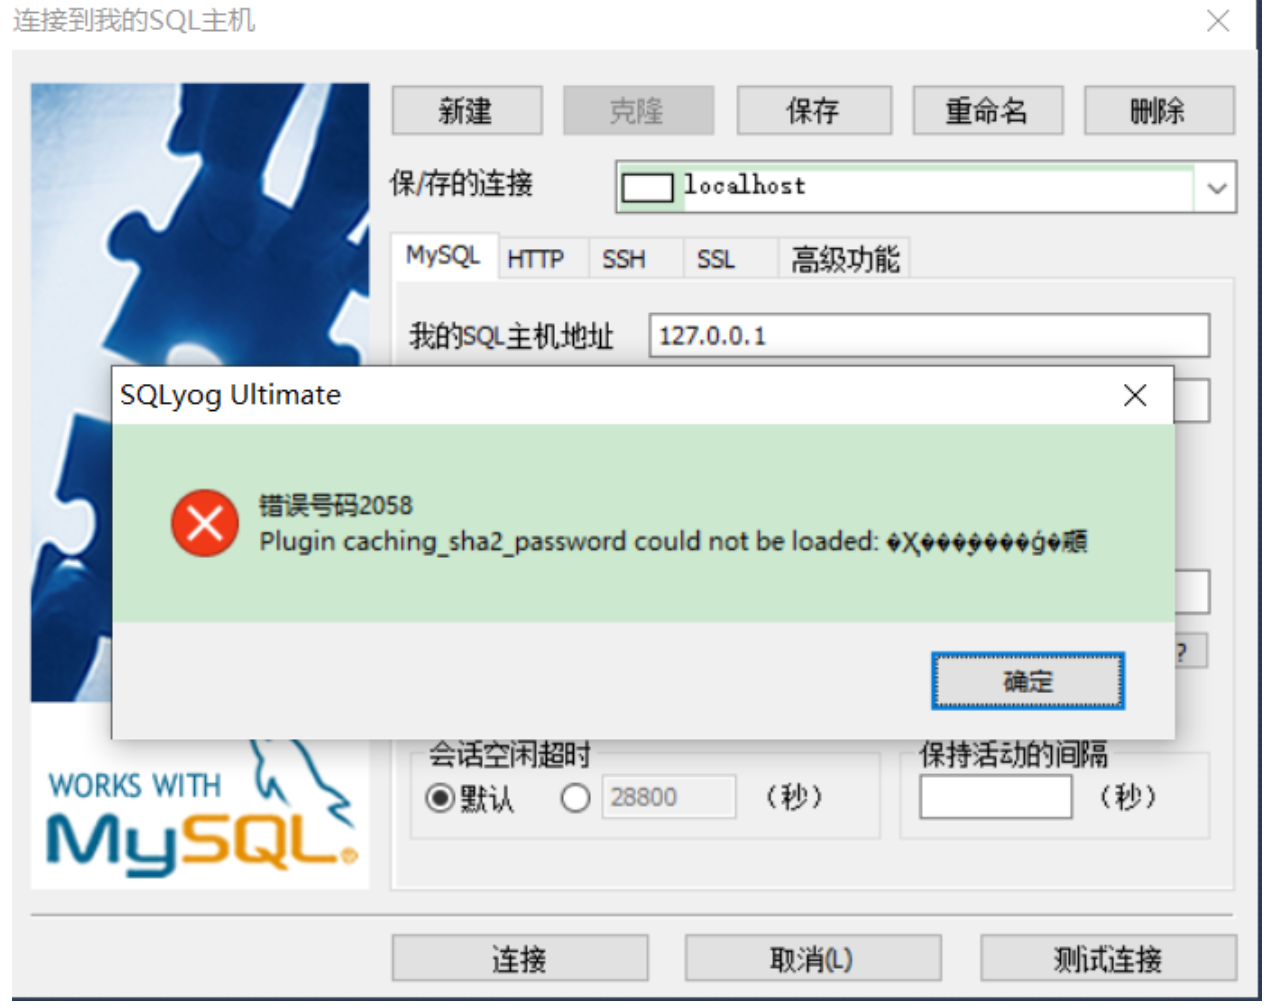 连接到我的SQL主机
新建 克隆 保存 重命名 删除
保/存的连接 localhost
MySQL HTTP SSH SSL 高级功能
我的SQL主机地址 127.0.0.1
SQLyog Ultimate
错误号码2058
Plugin caching_sha2_password could not be loaded:
确定
?
会话空闲超时 保持活动的间隔
默认 28800 (秒) (秒)
WORKS WITH
MySQL
连接 取消(L) 测试连接